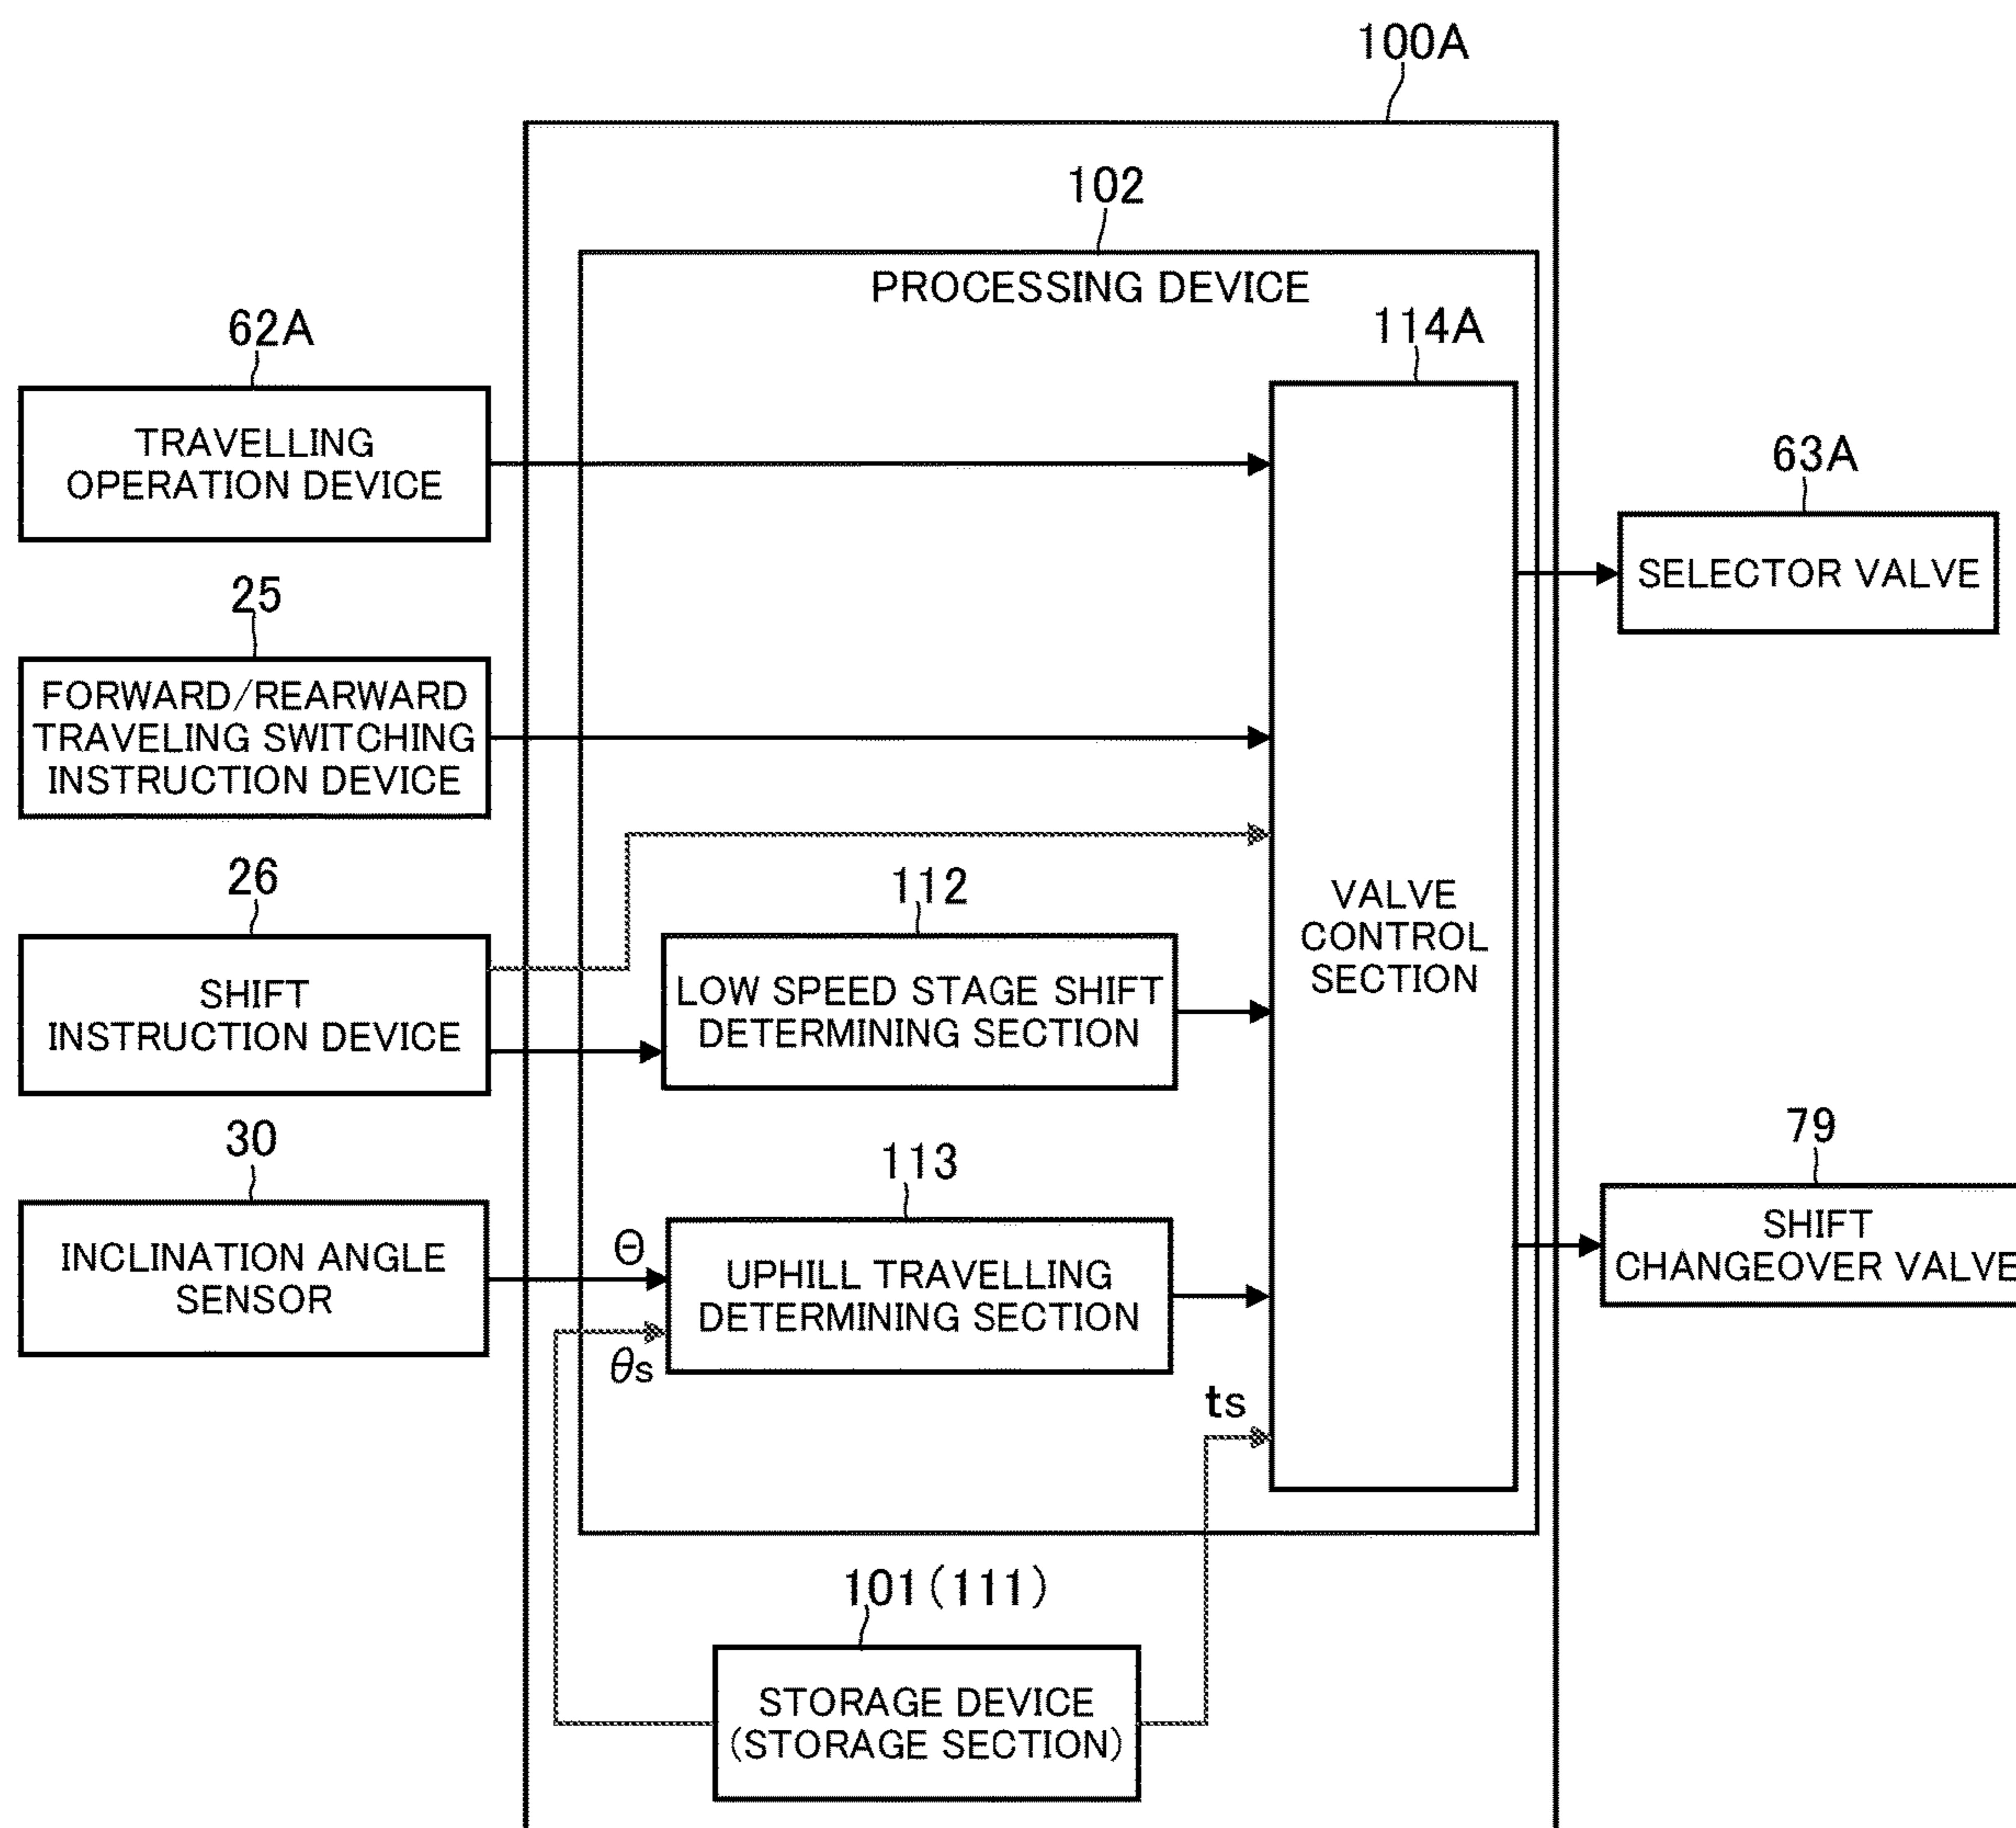 100A
102
PROCESSING DEVICE
114A
62A
TRAVELLING
OPERATION DEVICE
63A
SELECTOR VALVE
25
FORWARD/REARWARD
TRAVELING SWITCHING
INSTRUCTION DEVICE
26
SHIFT
INSTRUCTION DEVICE
112
LOW SPEED STAGE SHIFT
DETERMINING SECTION
VALVE
CONTROL
SECTION
30
INCLINATION ANGLE
SENSOR
Θ
113
UPHILL TRAVELLING
DETERMINING SECTION
θs
ts
79
SHIFT
CHANGEOVER VALVE
101(111)
STORAGE DEVICE
(STORAGE SECTION)